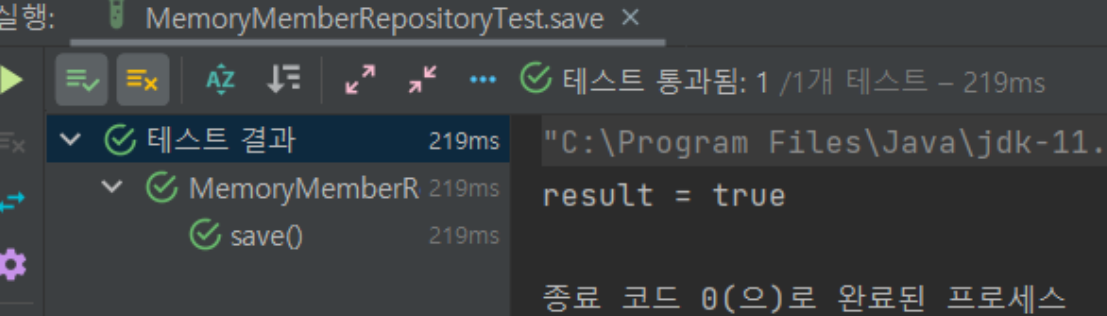 실행: MemoryMemberRepositoryTest.save ×
테스트 통과됨: 1 /1개 테스트 – 219ms
테스트 결과 219ms
MemoryMemberR 219ms
save() 219ms
"C:\Program Files\Java\jdk-11.
result = true
종료 코드 0(으)로 완료된 프로세스